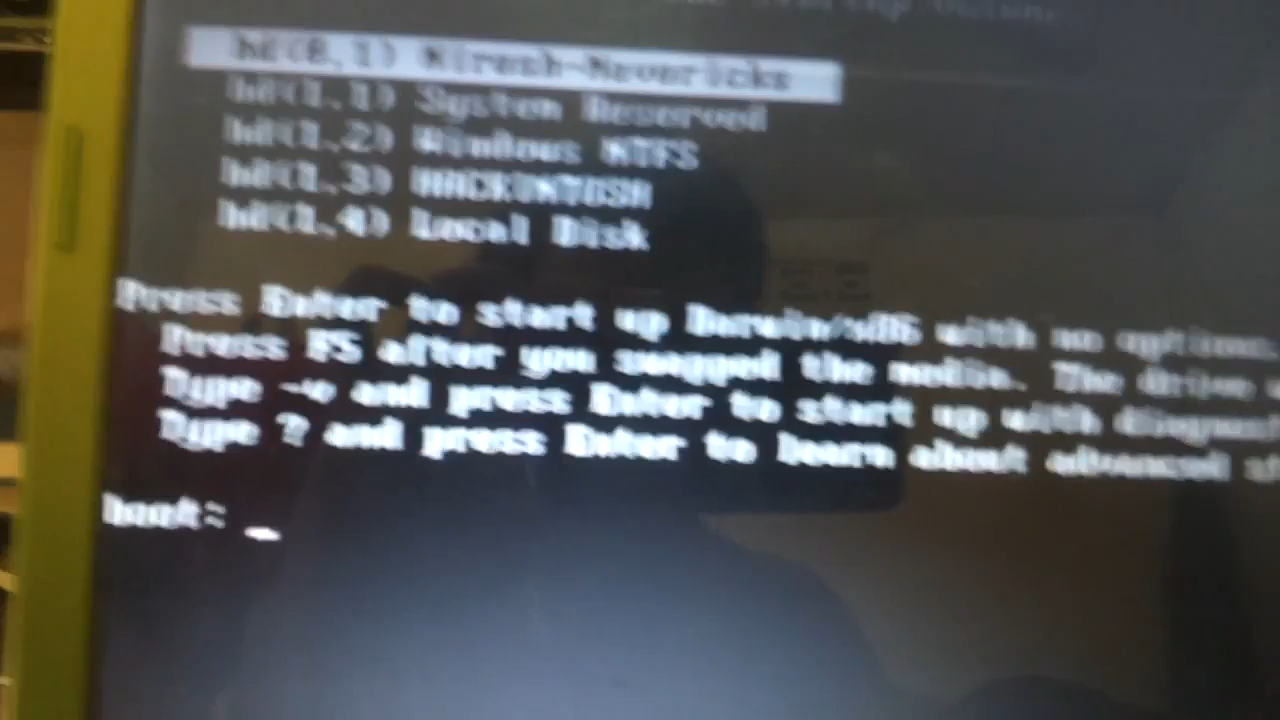 hd(0,1) Niresh-Mavericks
hd(1,1) System Reserved
hd(1,2) Windows NTFS
hd(1,3) HACKINTOSH
hd(1,4) Local Disk
Press Enter to start up Darwin/x86 with no options.
Press F5 after you swapped the media. The drive
Type -v and press Enter to start up with
Type ? and press Enter to learn about advanced
boot: _